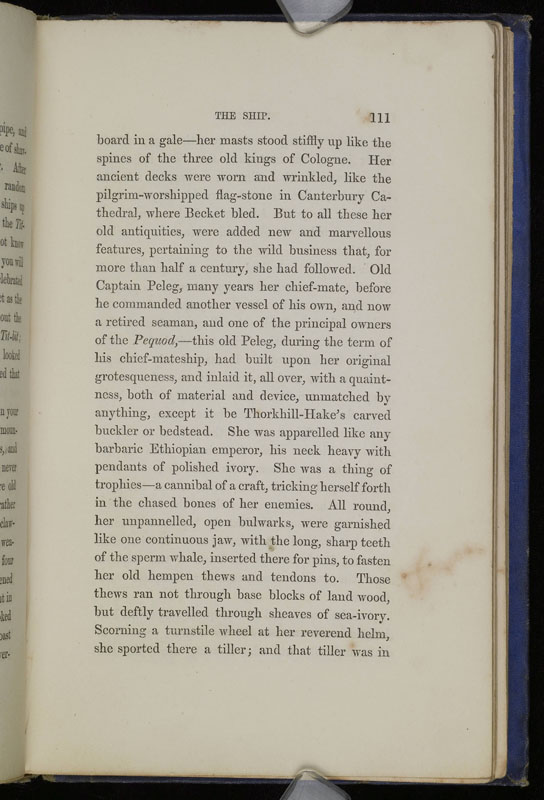 THE SHIP. 111
board in a gale—her masts stood stiffly up like the
spines of the three old kings of Cologne. Her
ancient decks were worn and wrinkled, like the
pilgrim-worshipped flag-stone in Canterbury Ca-
thedral, where Becket bled. But to all these her
old antiquities, were added new and marvellous
features, pertaining to the wild business that, for
more than half a century, she had followed. Old
Captain Peleg, many years her chief-mate, before
he commanded another vessel of his own, and now
a retired seaman, and one of the principal owners
of the Pequod,—this old Peleg, during the term of
his chief-mateship, had built upon her original
grotesqueness, and inlaid it, all over, with a quaint-
ness, both of material and device, unmatched by
anything, except it be Thorkhill-Hake's carved
buckler or bedstead. She was apparelled like any
barbaric Ethiopian emperor, his neck heavy with
pendants of polished ivory. She was a thing of
trophies—a cannibal of a craft, tricking herself forth
in the chased bones of her enemies. All round,
her unpannelled, open bulwarks, were garnished
like one continuous jaw, with the long, sharp teeth
of the sperm whale, inserted there for pins, to fasten
her old hempen thews and tendons to. Those
thews ran not through base blocks of land wood,
but deftly travelled through sheaves of sea-ivory.
Scorning a turnstile wheel at her reverend helm,
she sported there a tiller; and that tiller was in